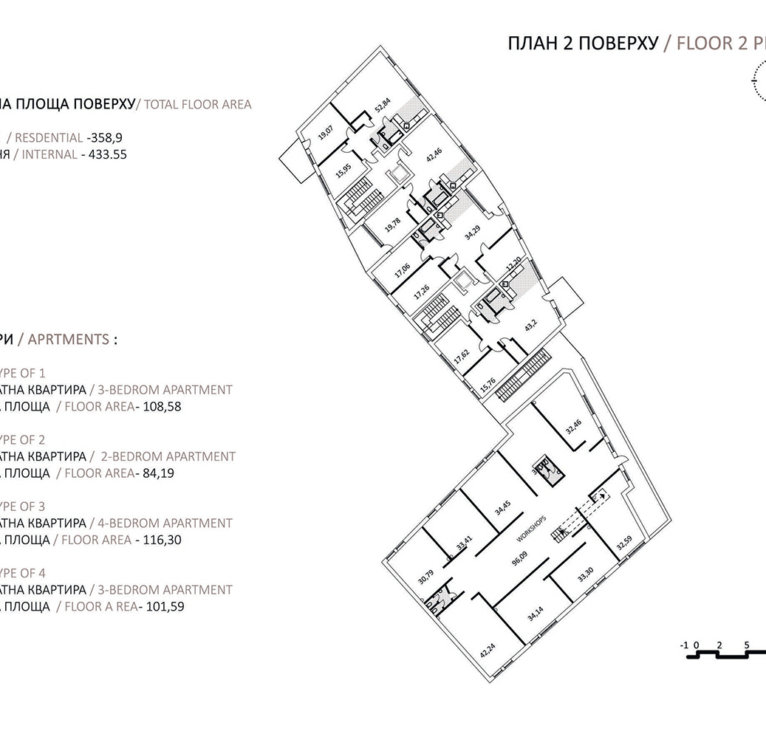 ПЛАН 2 ПОВЕРХУ / FLOOR 2 P
НА ПЛОЩА ПОВЕРХУ/ TOTAL FLOOR AREA
/ RESDENTIAL -358,9
НЯ / INTERNAL - 433.55
РИ / APRTMENTS :
YPE OF 1
АТНА КВАРТИРА / 3-BEDROM APARTMENT
А ПЛОЩА / FLOOR AREA- 108,58
YPE OF 2
АТНА КВАРТИРА / 2-BEDROM APARTMENT
А ПЛОЩА / FLOOR AREA- 84,19
YPE OF 3
АТНА КВАРТИРА / 4-BEDROM APARTMENT
А ПЛОЩА / FLOOR AREA - 116,30
YPE OF 4
АТНА КВАРТИРА / 3-BEDROM APARTMENT
А ПЛОЩА / FLOOR A REA- 101,59
52,84
19,07
15,95
42,46
19,78
34,29
17,06
17,26
12,20
43,2
17,62
15,76
32,46
34,45
33,41
WORKSHOPS
96,09
30,79
32,59
33,30
34,14
42,24
-1 0 2 5